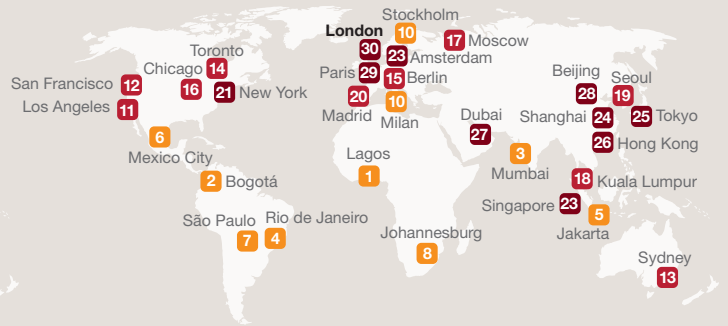 Stockholm
10
London
30
17 Moscow
23
Amsterdam
Toronto
14
Chicago
16
San Francisco 12
Los Angeles 11
21 New York
Paris 29
15 Berlin
20
Madrid
10
Milan
Beijing
28
Seoul
19
Dubai
27
Shanghai 24
25 Tokyo
26 Hong Kong
6
Mexico City
3
Mumbai
Lagos
1
2 Bogotá
18 Kuala Lumpur
Singapore 23
5
Jakarta
São Paulo
7
Rio de Janeiro
4
Johannesburg
8
Sydney
13